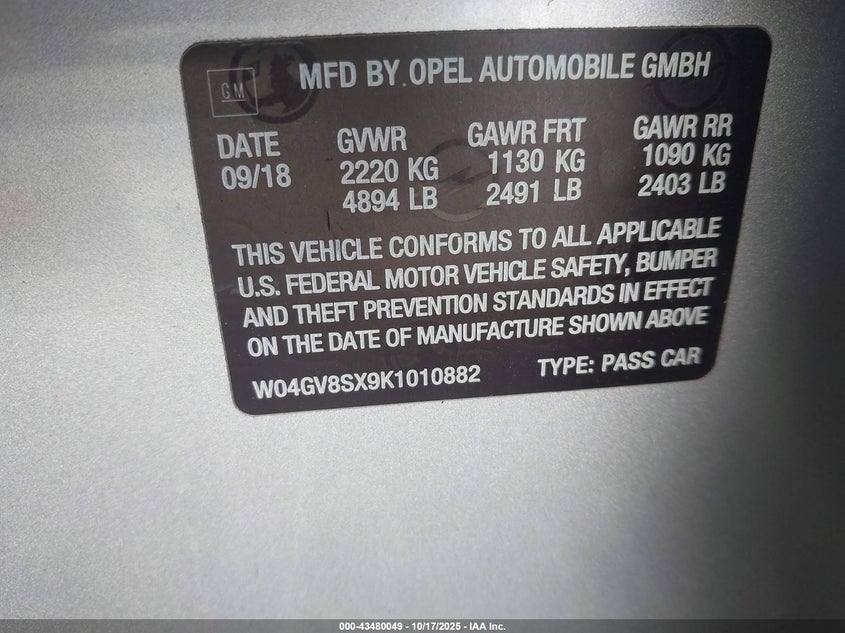 GM
MFD BY OPEL AUTOMOBILE GMBH
DATE GVWR GAWR FRT GAWR RR
09/18 2220 KG 1130 KG 1090 KG
4894 LB 2491 LB 2403 LB
THIS VEHICLE CONFORMS TO ALL APPLICABLE
U.S. FEDERAL MOTOR VEHICLE SAFETY, BUMPER
AND THEFT PREVENTION STANDARDS IN EFFECT
ON THE DATE OF MANUFACTURE SHOWN ABOVE
W04GV8SX9K1010882 TYPE: PASS CAR
000-43480049 - 10/17/2025 - IAA Inc.